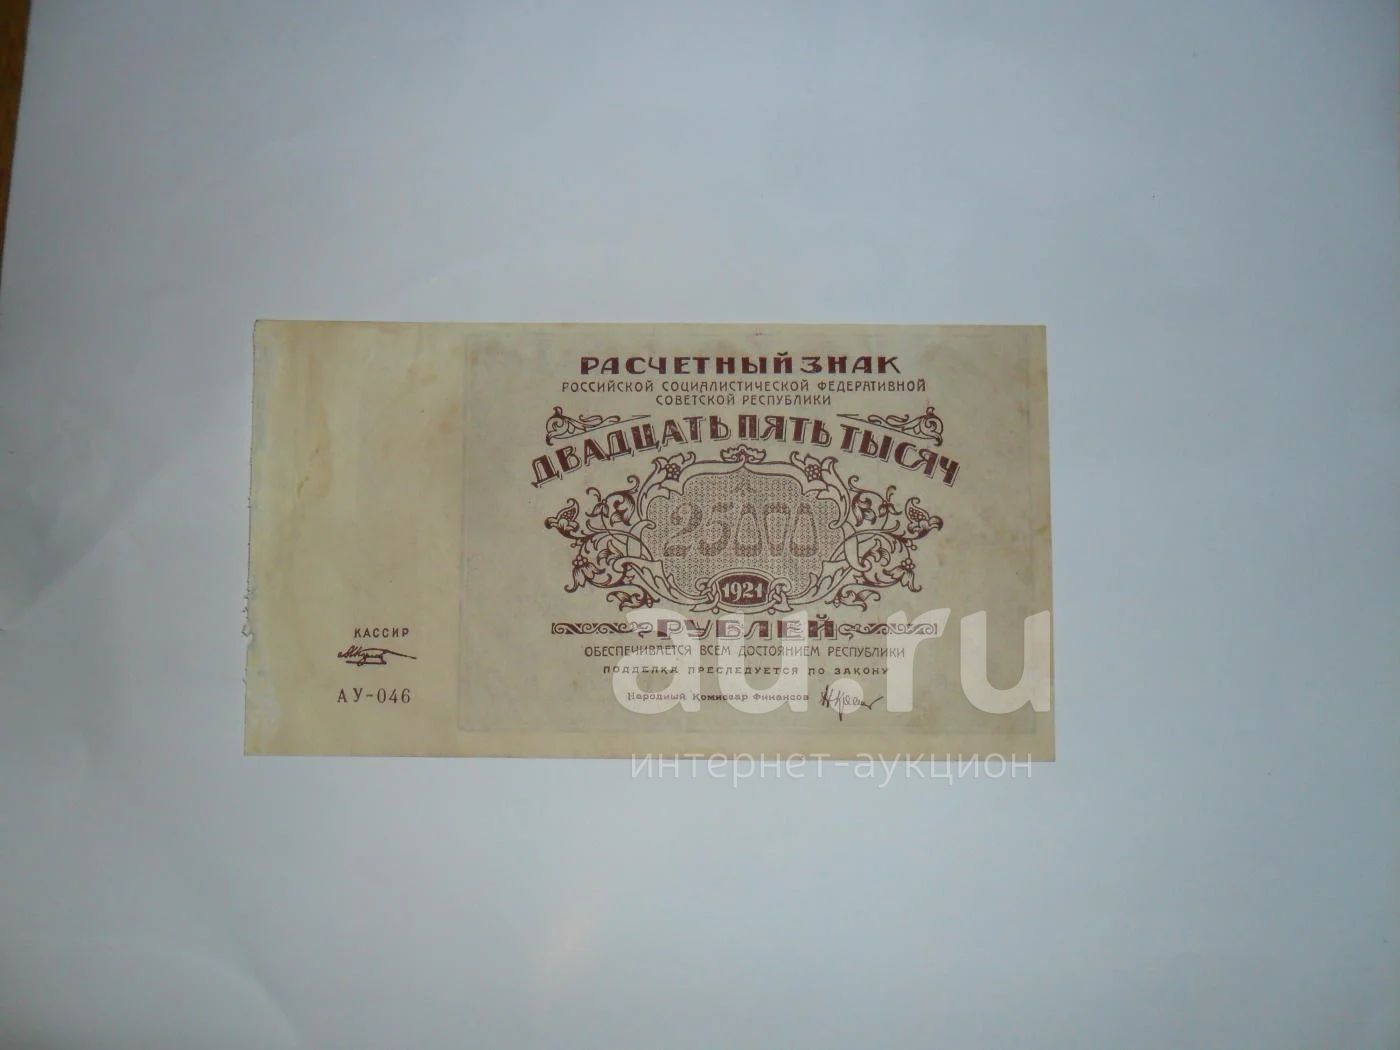 РАСЧЕТНЫЙ ЗНАК
РОССИЙСКОЙ СОЦИАЛИСТИЧЕСКОЙ ФЕДЕРАТИВНОЙ
СОВЕТСКОЙ РЕСПУБЛИКИ
ДВАДЦАТЬ ПЯТЬ ТЫСЯЧ
25000
1921
РУБЛЕЙ
ОБЕСПЕЧИВАЕТСЯ ВСЕМ ДОСТОЯНИЕМ РЕСПУБЛИКИ
ПОДДЕЛКА ПРЕСЛЕДУЕТСЯ ПО ЗАКОНУ
Народный Комиссар Финансов
КАССИР
АУ-046
au.ru
интернет-аукцион